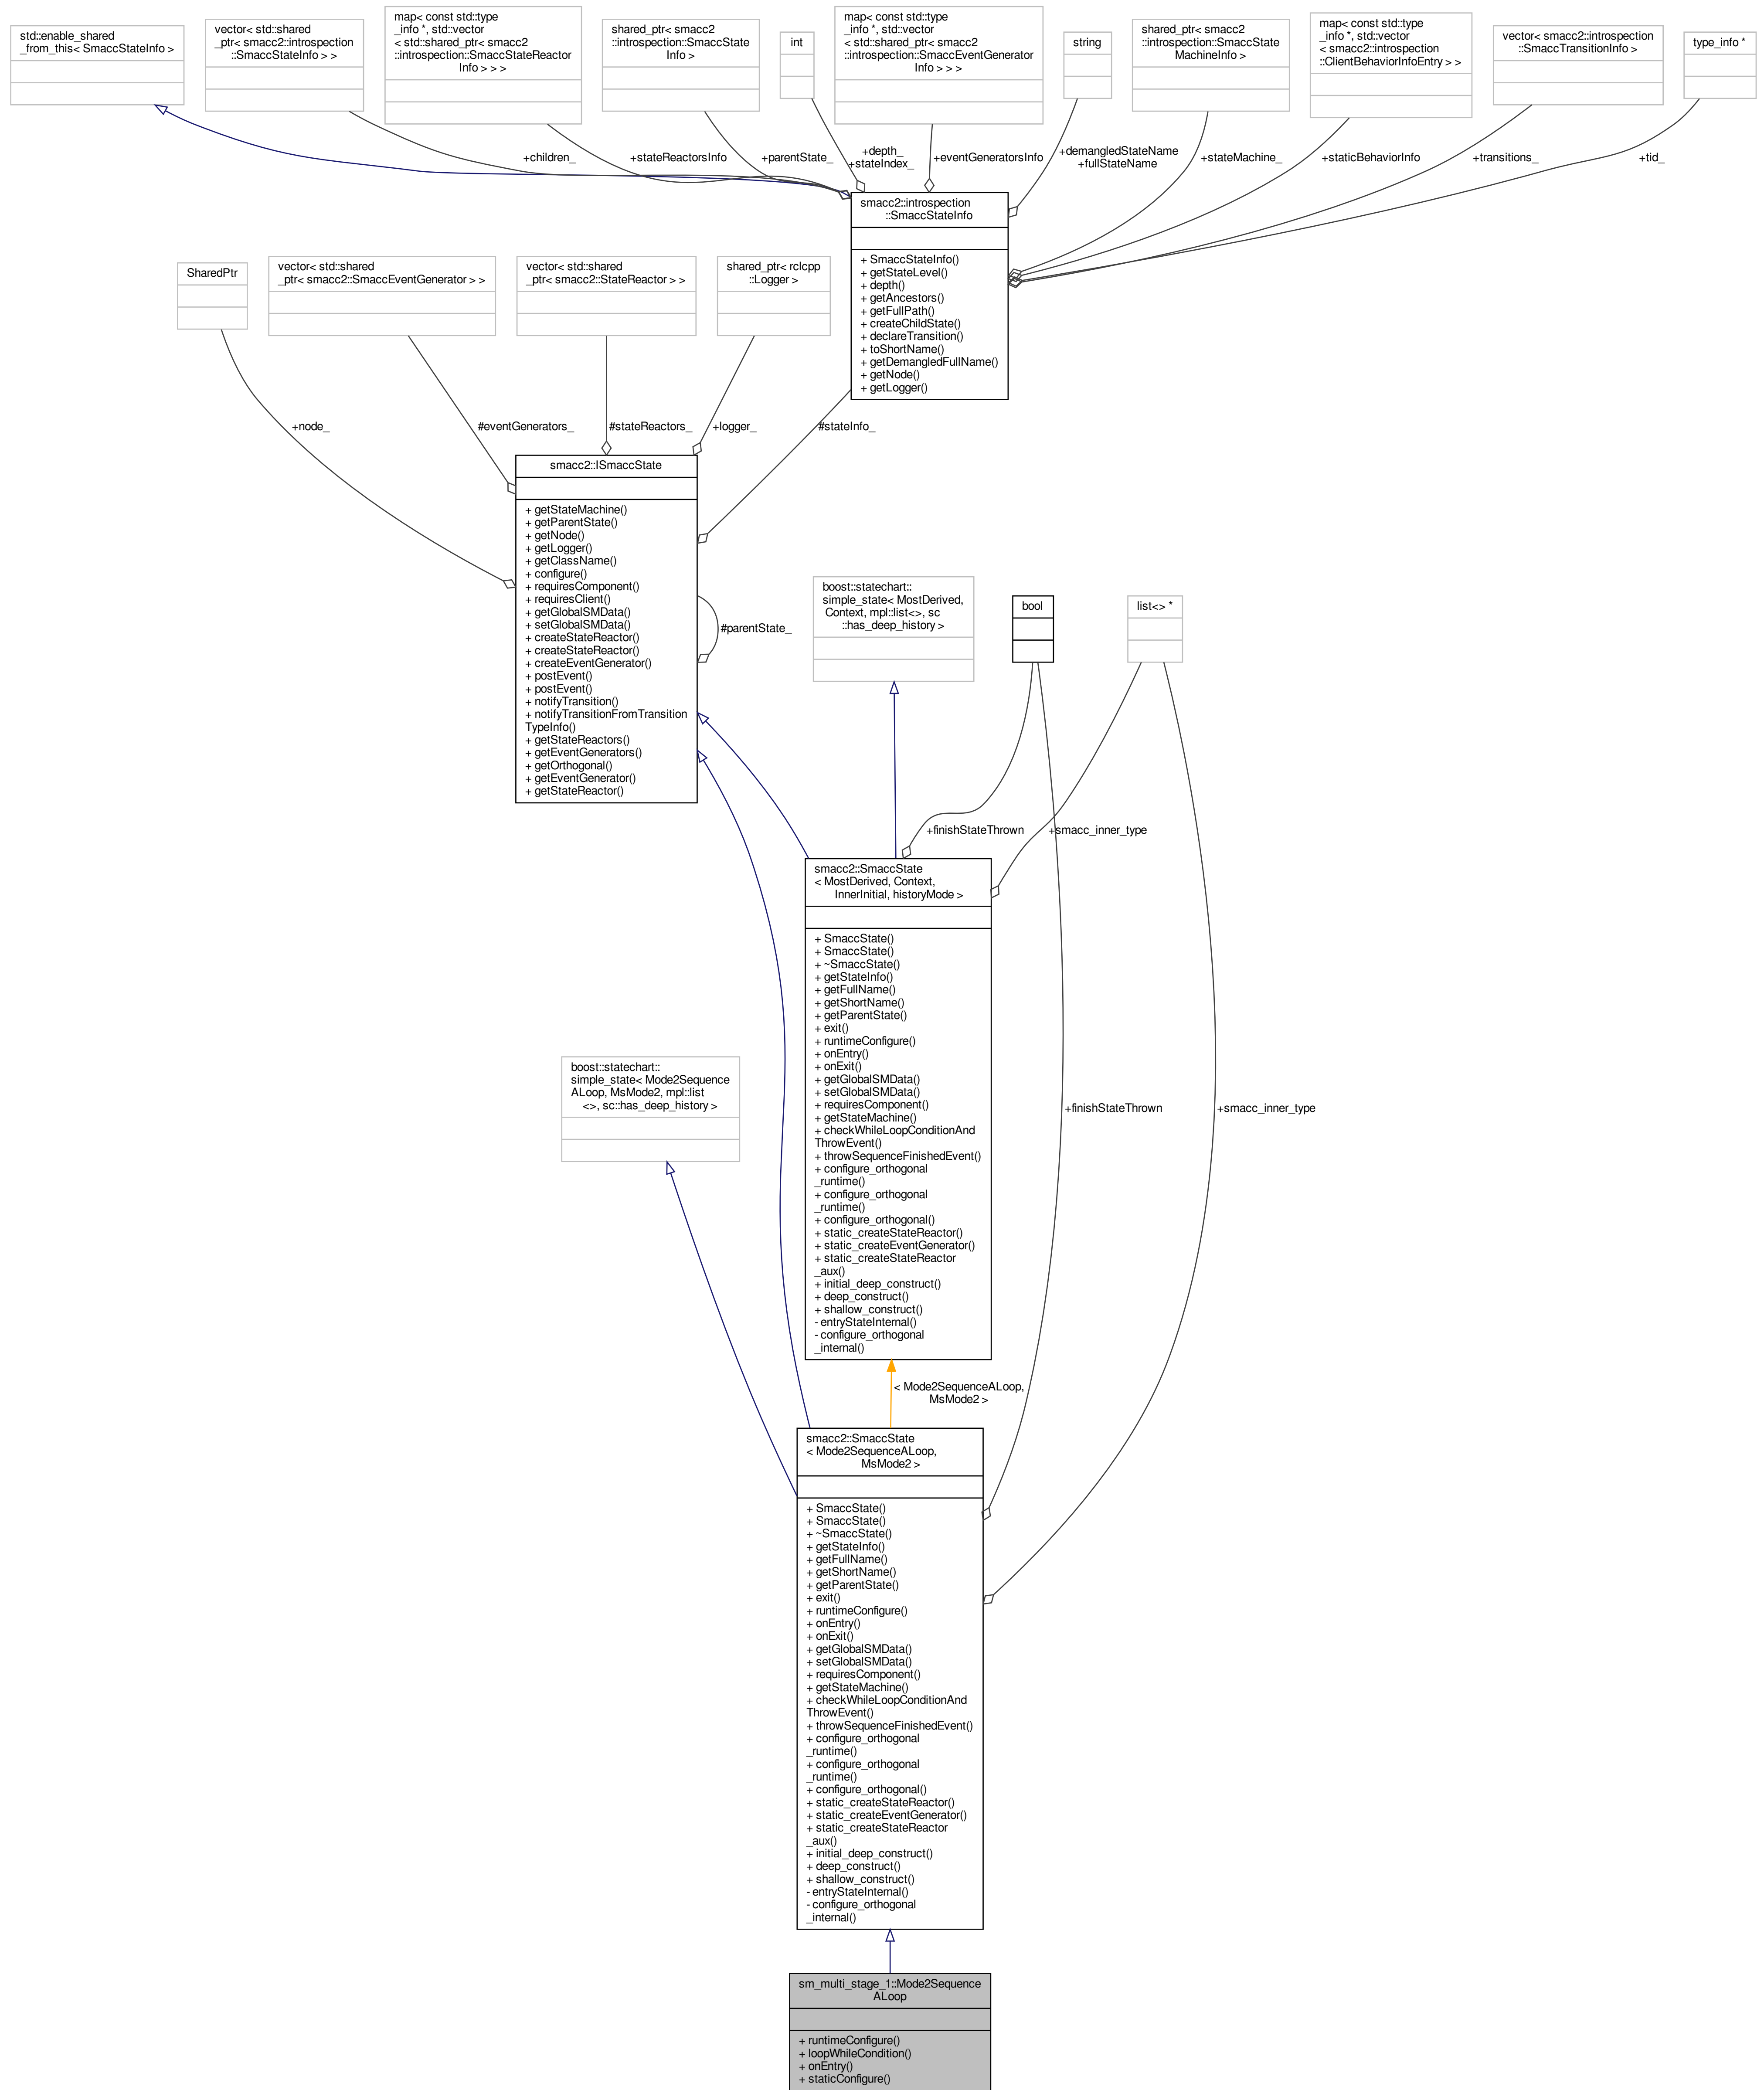 std::enable_shared
_from_this< SmaccStateInfo >
vector< std::shared
_ptr< smacc2::introspection
::SmaccStateInfo > >
map< const std::type
_info *, std::vector
< std::shared_ptr< smacc2
::introspection::SmaccStateReactor
Info > > >
shared_ptr< smacc2
::introspection::SmaccState
Info >
int
map< const std::type
_info *, std::vector
< std::shared_ptr< smacc2
::introspection::SmaccEventGenerator
Info > > >
string
shared_ptr< smacc2
::introspection::SmaccState
MachineInfo >
map< const std::type
_info *, std::vector
< smacc2::introspection
::ClientBehaviorInfoEntry > >
vector< smacc2::introspection
::SmaccTransitionInfo >
type_info *
+children_
+stateReactorsInfo
+parentState_
+depth_
+stateIndex_
+eventGeneratorsInfo
+demangledStateName
+fullStateName
+stateMachine_
+staticBehaviorInfo
+transitions_
+tid_
smacc2::introspection
::SmaccStateInfo
+ SmaccStateInfo()
+ getStateLevel()
+ depth()
+ getAncestors()
+ getFullPath()
+ createChildState()
+ declareTransition()
+ toShortName()
+ getDemangledFullName()
+ getNode()
+ getLogger()
SharedPtr
vector< std::shared
_ptr< smacc2::SmaccEventGenerator > >
vector< std::shared
_ptr< smacc2::StateReactor > >
shared_ptr< rclcpp
::Logger >
+node_
#eventGenerators_
#stateReactors_
+logger_
#stateInfo_
smacc2::ISmaccState
+ getStateMachine()
+ getParentState()
+ getNode()
+ getLogger()
+ getClassName()
+ configure()
+ requiresComponent()
+ requiresClient()
+ getGlobalSMData()
+ setGlobalSMData()
+ createStateReactor()
+ createStateReactor()
+ createEventGenerator()
+ postEvent()
+ postEvent()
+ notifyTransition()
+ notifyTransitionFromTransition
TypeInfo()
+ getStateReactors()
+ getEventGenerators()
+ getOrthogonal()
+ getEventGenerator()
+ getStateReactor()
#parentState_
boost::statechart::
simple_state< MostDerived,
Context, mpl::list<>, sc
::has_deep_history >
bool
list<> *
+finishStateThrown
+smacc_inner_type
smacc2::SmaccState
< MostDerived, Context,
InnerInitial, historyMode >
+ SmaccState()
+ SmaccState()
+ ~SmaccState()
+ getStateInfo()
+ getFullName()
+ getShortName()
+ getParentState()
+ exit()
+ runtimeConfigure()
+ onEntry()
+ onExit()
+ getGlobalSMData()
+ setGlobalSMData()
+ requiresComponent()
+ getStateMachine()
+ checkWhileLoopConditionAnd
ThrowEvent()
+ throwSequenceFinishedEvent()
+ configure_orthogonal
_runtime()
+ configure_orthogonal
_runtime()
+ configure_orthogonal()
+ static_createStateReactor()
+ static_createEventGenerator()
+ static_createStateReactor
_aux()
+ initial_deep_construct()
+ deep_construct()
+ shallow_construct()
- entryStateInternal()
- configure_orthogonal
_internal()
boost::statechart::
simple_state< Mode2Sequence
ALoop, MsMode2, mpl::list
<>, sc::has_deep_history >
+finishStateThrown
+smacc_inner_type
< Mode2SequenceALoop,
MsMode2 >
smacc2::SmaccState
< Mode2SequenceALoop,
MsMode2 >
+ SmaccState()
+ SmaccState()
+ ~SmaccState()
+ getStateInfo()
+ getFullName()
+ getShortName()
+ getParentState()
+ exit()
+ runtimeConfigure()
+ onEntry()
+ onExit()
+ getGlobalSMData()
+ setGlobalSMData()
+ requiresComponent()
+ getStateMachine()
+ checkWhileLoopConditionAnd
ThrowEvent()
+ throwSequenceFinishedEvent()
+ configure_orthogonal
_runtime()
+ configure_orthogonal
_runtime()
+ configure_orthogonal()
+ static_createStateReactor()
+ static_createEventGenerator()
+ static_createStateReactor
_aux()
+ initial_deep_construct()
+ deep_construct()
+ shallow_construct()
- entryStateInternal()
- configure_orthogonal
_internal()
sm_multi_stage_1::Mode2Sequence
ALoop
+ runtimeConfigure()
+ loopWhileCondition()
+ onEntry()
+ staticConfigure()